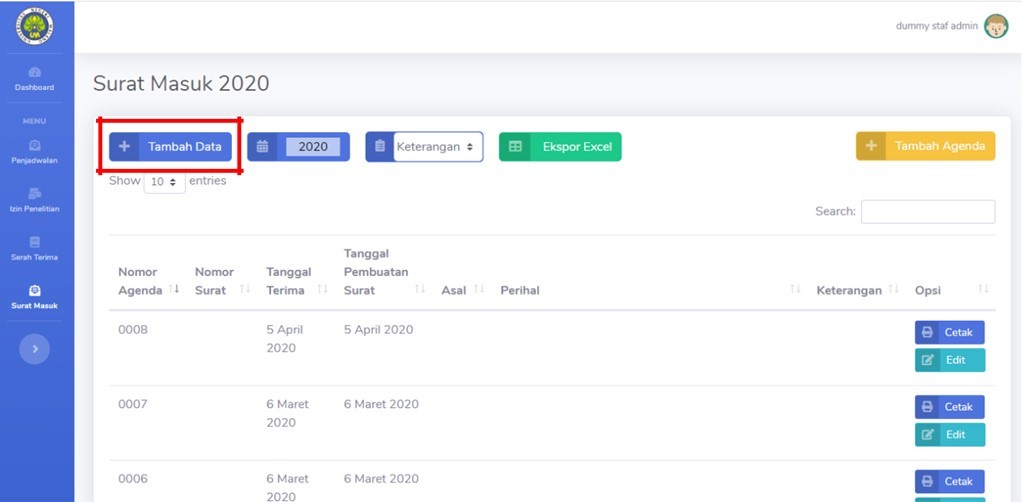 dummy staf admin
Dashboard
MENU
Penjadwalan
Izin Penelitian
Serah Terima
Surat Masuk
Surat Masuk 2020
Tambah Data
2020
Keterangan
Ekspor Excel
Tambah Agenda
Show 10 entries
Search:
Nomor Agenda
Nomor Surat
Tanggal Terima
Tanggal Pembuatan Surat
Asal
Perihal
Keterangan
Opsi
0008
5 April 2020
5 April 2020
Cetak
Edit
0007
6 Maret 2020
6 Maret 2020
Cetak
Edit
0006
6 Maret 2020
6 Maret 2020
Cetak